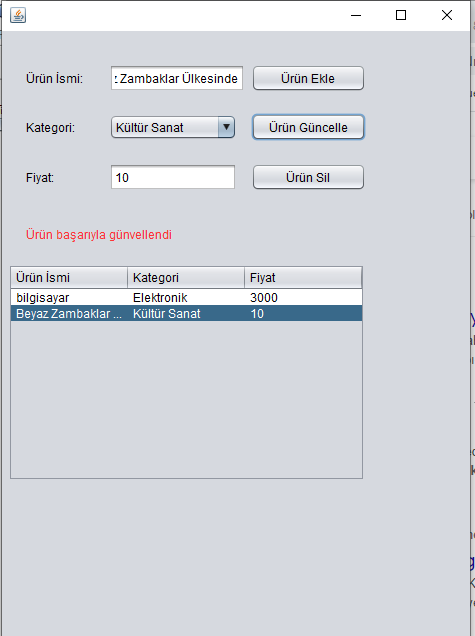 Ürün İsmi: z Zambaklar Ülkesinde Ürün Ekle
Kategori: Kültür Sanat Ürün Güncelle
Fiyat: 10 Ürün Sil
Ürün başarıyla günvellendi
Ürün İsmi Kategori Fiyat
bilgisayar Elektronik 3000
Beyaz Zambaklar ... Kültür Sanat 10